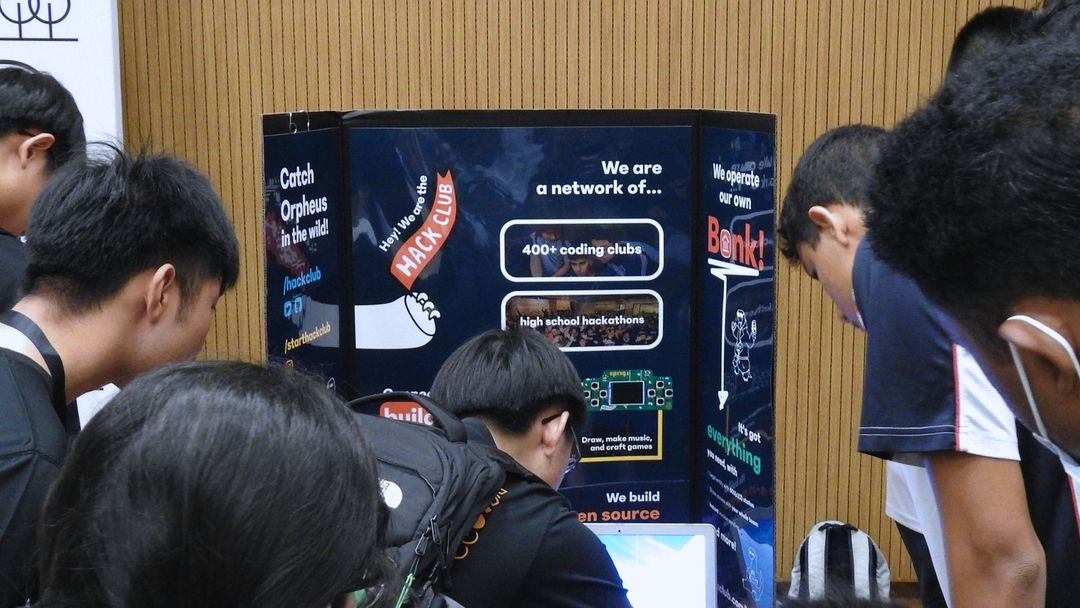 Catch
Orpheus
in the wild!
/hackclub
/starthackclub
Hey! We are the
HACK CLUB
We are
a network of...
400+ coding clubs
high school hackathons
Draw, make music,
and craft games
We build
We operate
our own
Bank!
It's got
everything
you need, with